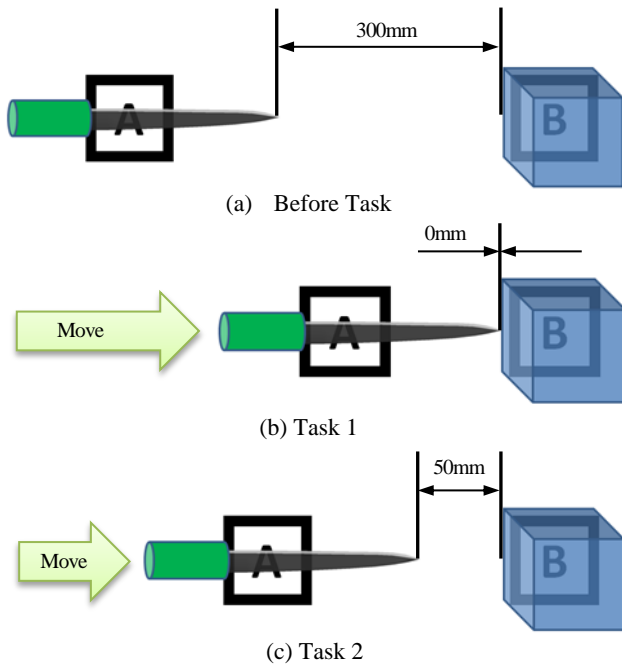 300mm
A
B
(a) Before Task
0mm
Move
A
B
(b) Task 1
50mm
Move
A
B
(c) Task 2